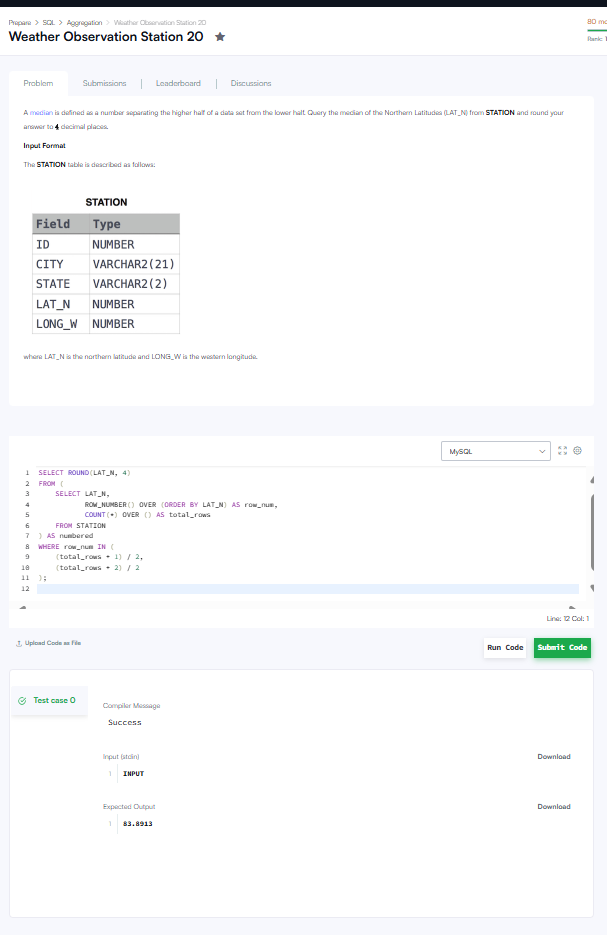 Prepare > SQL > Aggregation > Weather Observation Station 20
Weather Observation Station 20
80
Rank:
Problem
Submissions
Leaderboard
Discussions
A median is defined as a number separating the higher half of a data set from the lower half. Query the median of the Northern Latitudes (LAT_N) from STATION and round your
answer to 4 decimal places.
Input Format
The STATION table is described as follows:
STATION
Field Type
ID NUMBER
CITY VARCHAR2(21)
STATE VARCHAR2(2)
LAT_N NUMBER
LONG_W NUMBER
where LAT_N is the northern latitude and LONG_W is the western longitude.
MySQL
1 SELECT ROUND(LAT_N, 4)
2 FROM (
3 SELECT LAT_N,
4 ROW_NUMBER() OVER (ORDER BY LAT_N) AS row_num,
5 COUNT(*) OVER () AS total_rows
6 FROM STATION
7 ) AS numbered
8 WHERE row_num IN (
9 (total_rows + 1) / 2,
10 (total_rows + 2) / 2
11 );
12
Line: 12 Col: 1
Upload Code as File
Run Code
Submit Code
Test case 0
Compiler Message
Success
Input (stdin)
Download
1 INPUT
Expected Output
Download
1 83.8913